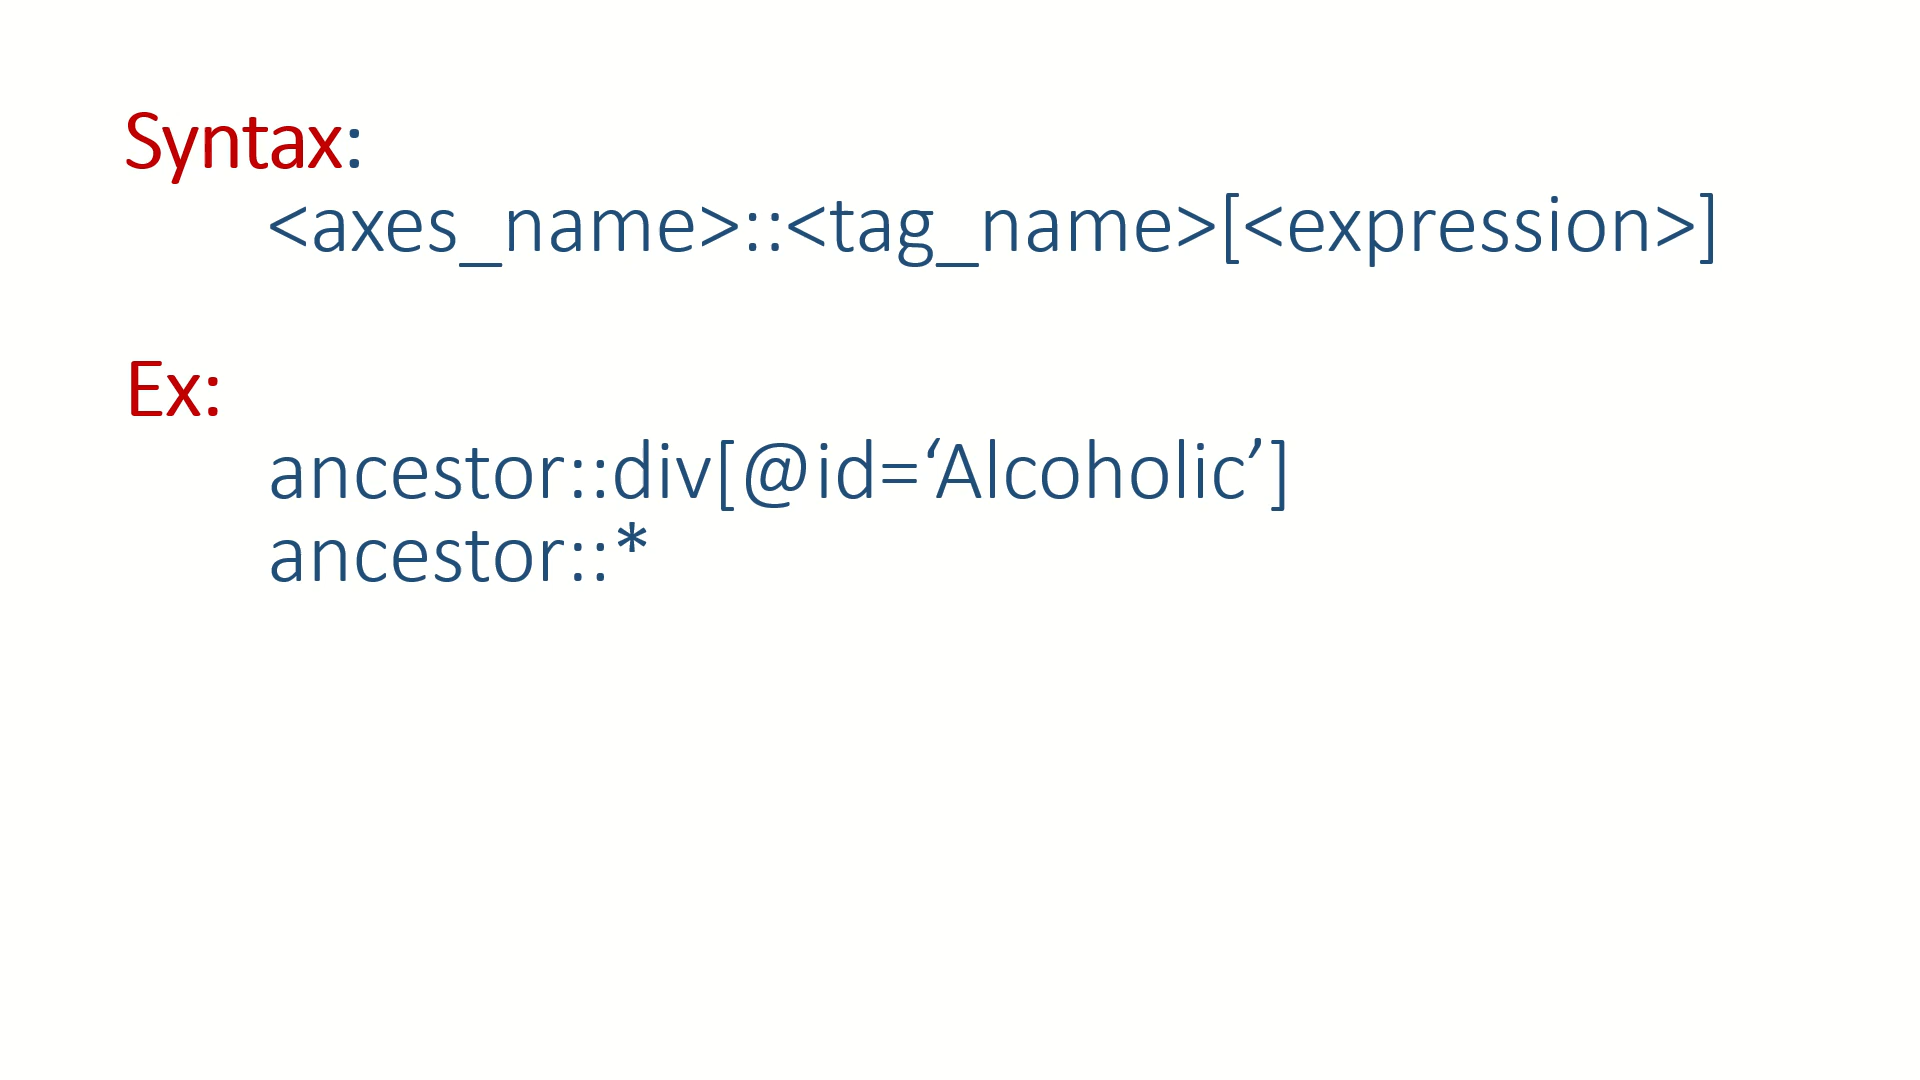 Syntax:
<axes_name>::<tag_name>[<expression>]
Ex:
ancestor::div[@id=‘Alcoholic’]
ancestor::*